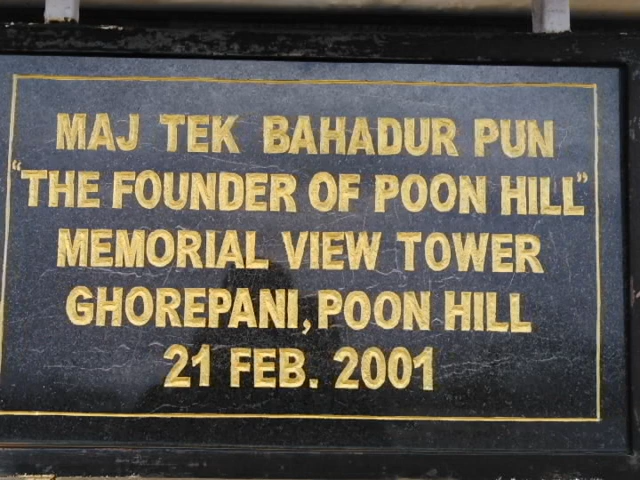 MAJ TEK BAHADUR PUN
"THE FOUNDER OF POON HILL"
MEMORIAL VIEW TOWER
GHOREPANI, POON HILL
21 FEB. 2001